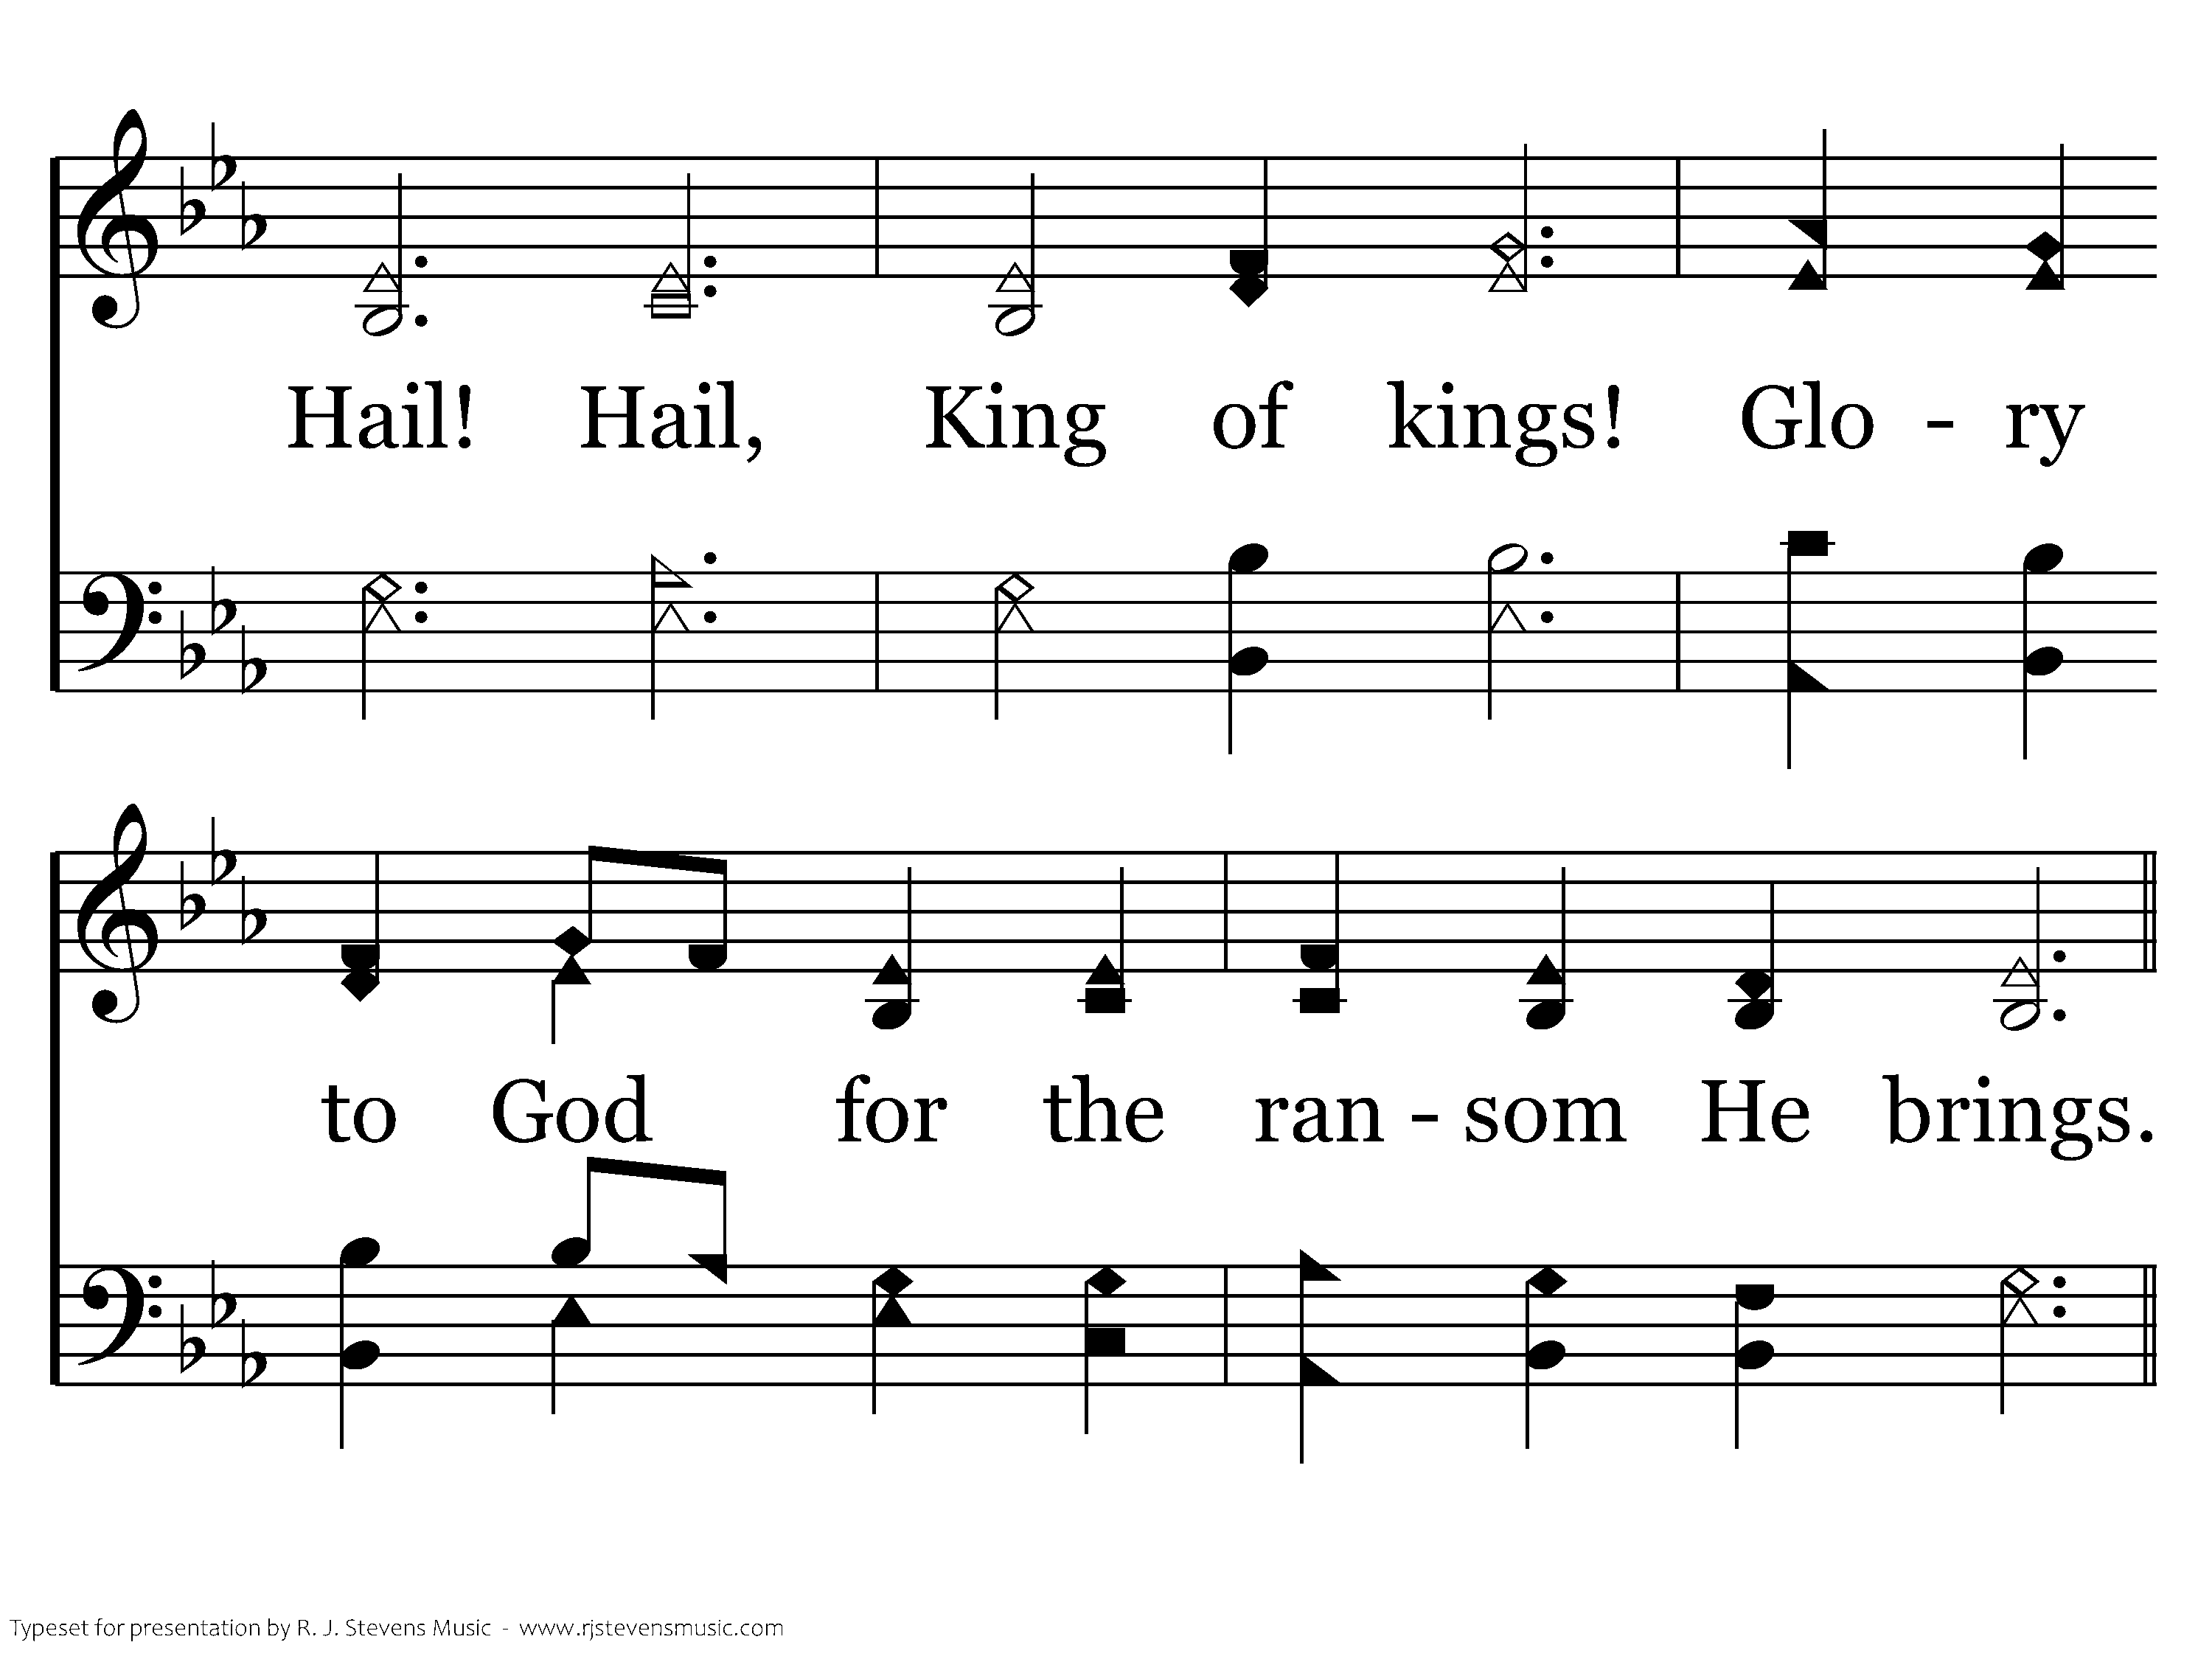 Hail! Hail, King of kings! Glo - ry
to God for the ran - som He brings.
Typeset for presentation by R. J. Stevens Music - www.rjstevensmusic.com